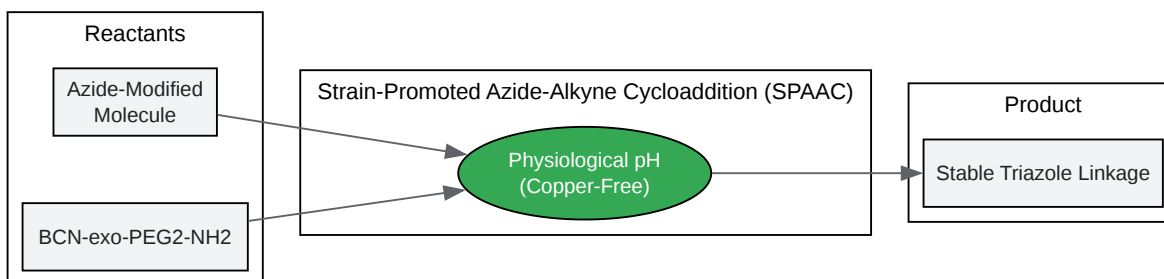 Reactants
Azide-Modified
Molecule
BCN-exo-PEG2-NH2
Strain-Promoted Azide-Alkyne Cycloaddition (SPAAC)
Physiological pH
(Copper-Free)
Product
Stable Triazole Linkage